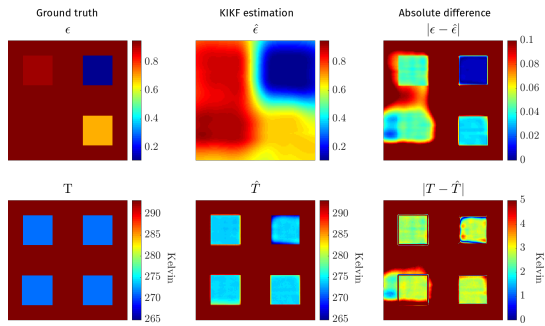 Ground truth
KIKF estimation
Absolute difference
ϵ
ϵ̂
|ϵ − ϵ̂|
0.8
0.6
0.4
0.2
0.8
0.6
0.4
0.2
0.1
0.08
0.06
0.04
0.02
0
T
T̂
|T − T̂|
290
285
280
275
270
265
Kelvin
290
285
280
275
270
265
Kelvin
5
4
3
2
1
0
Kelvin